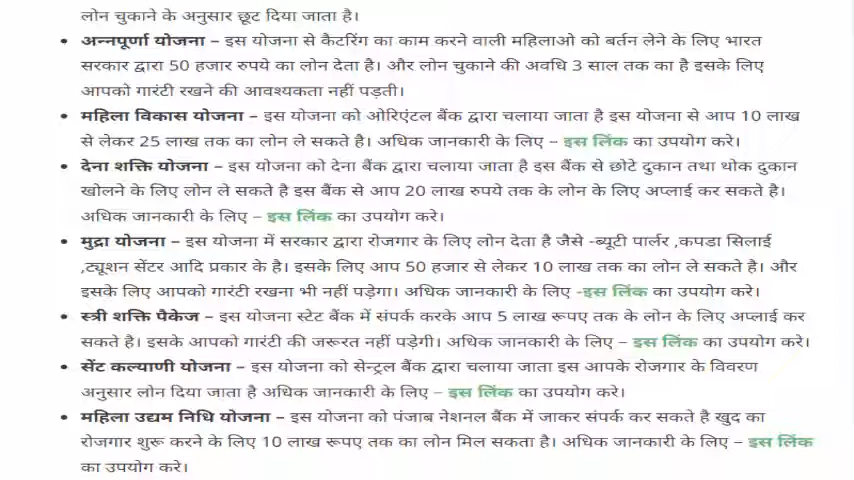 लोन चुकाने के अनुसार छूट दिया जाता है।
• अन्नपूर्णा योजना – इस योजना से कैटरिंग का काम करने वाली महिलाओ को बर्तन लेने के लिए भारत
सरकार द्वारा 50 हजार रुपये का लोन देता है। और लोन चुकाने की अवधि 3 साल तक का है इसके लिए
आपको गारंटी रखने की आवश्यकता नहीं पड़ती।
• महिला विकास योजना – इस योजना को ओरिएंटल बैंक द्वारा चलाया जाता है इस योजना से आप 10 लाख
से लेकर 25 लाख तक का लोन ले सकते है। अधिक जानकारी के लिए – इस लिंक का उपयोग करे।
• देना शक्ति योजना – इस योजना को देना बैंक द्वारा चलाया जाता है इस बैंक से छोटे दुकान तथा थोक दुकान
खोलने के लिए लोन ले सकते है इस बैंक से आप 20 लाख रुपये तक के लोन के लिए अप्लाई कर सकते है।
अधिक जानकारी के लिए – इस लिंक का उपयोग करे।
• मुद्रा योजना – इस योजना में सरकार द्वारा रोजगार के लिए लोन देता है जैसे -ब्यूटी पार्लर ,कपडा सिलाई
,ट्यूशन सेंटर आदि प्रकार के है। इसके लिए आप 50 हजार से लेकर 10 लाख तक का लोन ले सकते है। और
इसके लिए आपको गारंटी रखना भी नहीं पड़ेगा। अधिक जानकारी के लिए -इस लिंक का उपयोग करे।
• स्त्री शक्ति पैकेज – इस योजना स्टेट बैंक में संपर्क करके आप 5 लाख रूपए तक के लोन के लिए अप्लाई कर
सकते है। इसके आपको गारंटी की जरूरत नहीं पड़ेगी। अधिक जानकारी के लिए – इस लिंक का उपयोग करे।
• सेंट कल्याणी योजना – इस योजना को सेन्ट्रल बैंक द्वारा चलाया जाता इस आपके रोजगार के विवरण
अनुसार लोन दिया जाता है अधिक जानकारी के लिए – इस लिंक का उपयोग करे।
• महिला उद्यम निधि योजना – इस योजना को पंजाब नेशनल बैंक में जाकर संपर्क कर सकते है खुद का
रोजगार शुरू करने के लिए 10 लाख रूपए तक का लोन मिल सकता है। अधिक जानकारी के लिए – इस लिंक
का उपयोग करे।